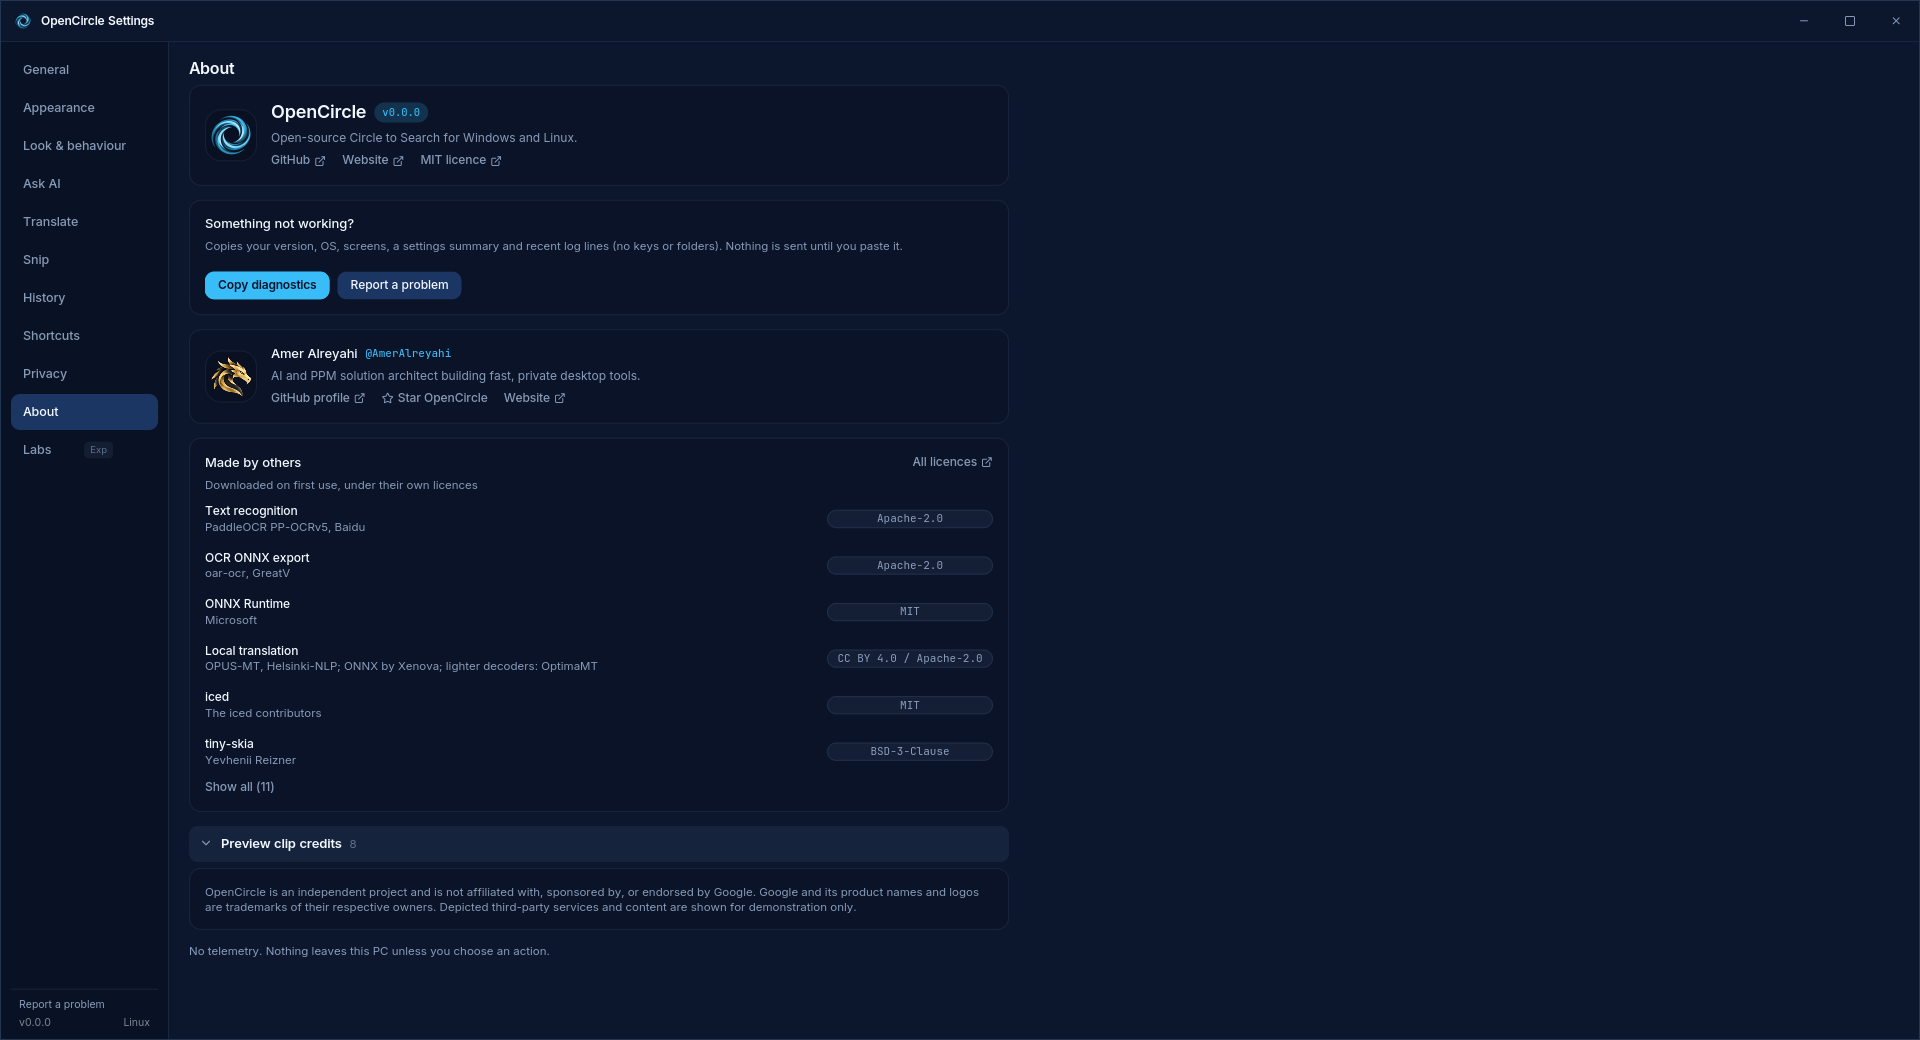 OpenCircle Settings
General
Appearance
Look & behaviour
Ask AI
Translate
Snip
History
Shortcuts
Privacy
About
Labs Exp
Report a problem
v0.0.0 Linux
About
OpenCircle v0.0.0
Open-source Circle to Search for Windows and Linux.
GitHub Website MIT licence
Something not working?
Copies your version, OS, screens, a settings summary and recent log lines (no keys or folders). Nothing is sent until you paste it.
Copy diagnostics Report a problem
Amer Alreyahi @AmerAlreyahi
AI and PPM solution architect building fast, private desktop tools.
GitHub profile Star OpenCircle Website
Made by others All licences
Downloaded on first use, under their own licences
Text recognition
PaddleOCR PP-OCRv5, Baidu
Apache-2.0
OCR ONNX export
oar-ocr, GreatV
Apache-2.0
ONNX Runtime
Microsoft
MIT
Local translation
OPUS-MT, Helsinki-NLP; ONNX by Xenova; lighter decoders: OptimaMT
CC BY 4.0 / Apache-2.0
iced
The iced contributors
MIT
tiny-skia
Yevhenii Reizner
BSD-3-Clause
Show all (11)
Preview clip credits 8
OpenCircle is an independent project and is not affiliated with, sponsored by, or endorsed by Google. Google and its product names and logos
are trademarks of their respective owners. Depicted third-party services and content are shown for demonstration only.
No telemetry. Nothing leaves this PC unless you choose an action.